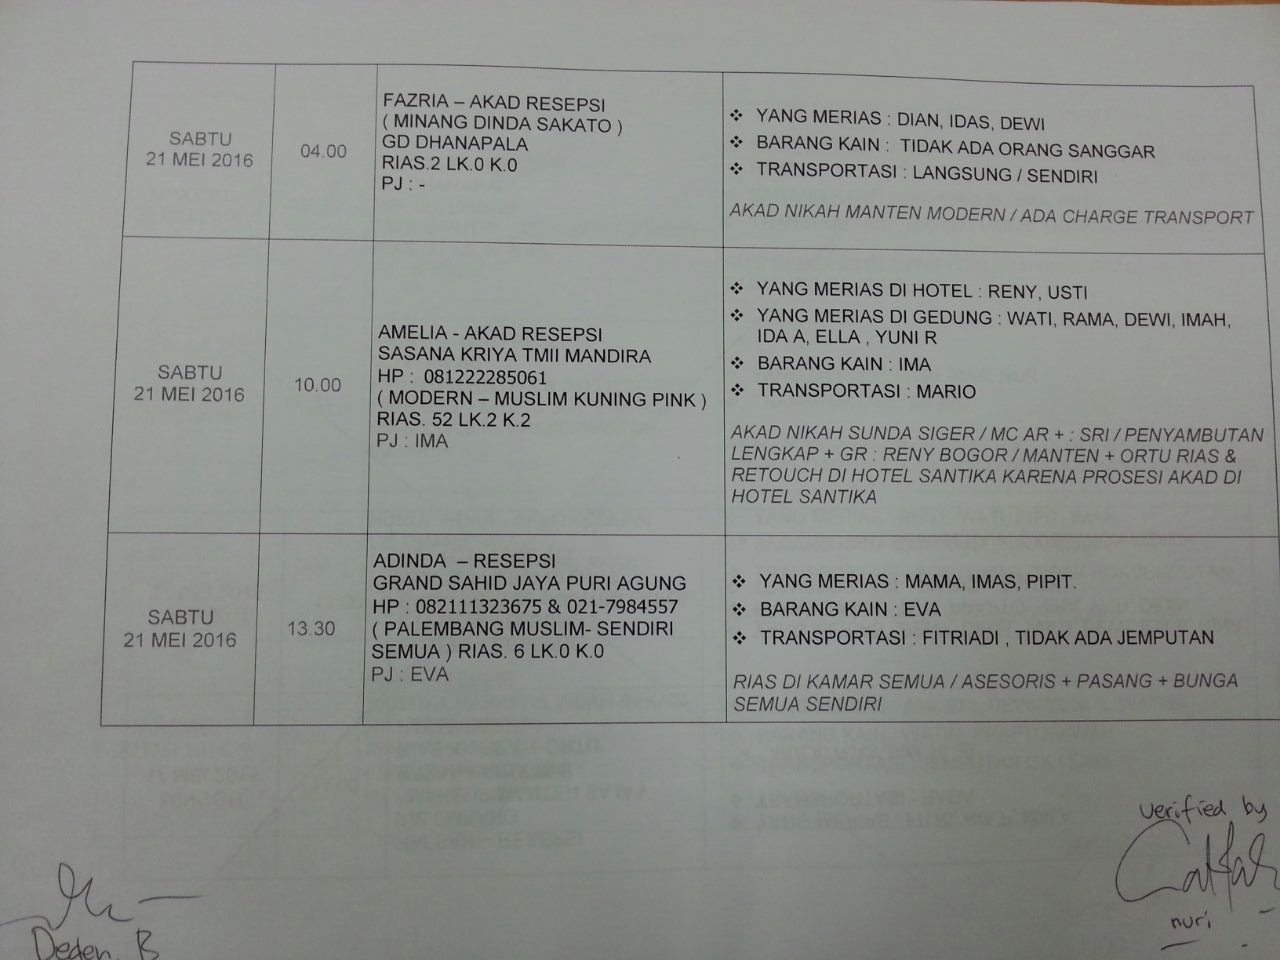 SABTU
21 MEI 2016
04.00
FAZRIA – AKAD RESEPSI
( MINANG DINDA SAKATO )
GD DHANAPALA
RIAS.2 LK.0 K.0
PJ : -
❖ YANG MERIAS : DIAN, IDAS, DEWI
❖ BARANG KAIN : TIDAK ADA ORANG SANGGAR
❖ TRANSPORTASI : LANGSUNG / SENDIRI
AKAD NIKAH MANTEN MODERN / ADA CHARGE TRANSPORT
SABTU
21 MEI 2016
10.00
AMELIA - AKAD RESEPSI
SASANA KRIYA TMII MANDIRA
HP : 081222285061
( MODERN – MUSLIM KUNING PINK )
RIAS. 52 LK.2 K.2
PJ : IMA
❖ YANG MERIAS DI HOTEL : RENY, USTI
❖ YANG MERIAS DI GEDUNG : WATI, RAMA, DEWI, IMAH,
IDA A, ELLA , YUNI R
❖ BARANG KAIN : IMA
❖ TRANSPORTASI : MARIO
AKAD NIKAH SUNDA SIGER / MC AR + : SRI / PENYAMBUTAN
LENGKAP + GR : RENY BOGOR / MANTEN + ORTU RIAS &
RETOUCH DI HOTEL SANTIKA KARENA PROSESI AKAD DI
HOTEL SANTIKA
SABTU
21 MEI 2016
13.30
ADINDA – RESEPSI
GRAND SAHID JAYA PURI AGUNG
HP : 082111323675 & 021-7984557
( PALEMBANG MUSLIM- SENDIRI
SEMUA ) RIAS. 6 LK.0 K.0
PJ : EVA
❖ YANG MERIAS : MAMA, IMAS, PIPIT.
❖ BARANG KAIN : EVA
❖ TRANSPORTASI : FITRIADI , TIDAK ADA JEMPUTAN
RIAS DI KAMAR SEMUA / ASESORIS + PASANG + BUNGA
SEMUA SENDIRI
verified by
nuri
Deden. B